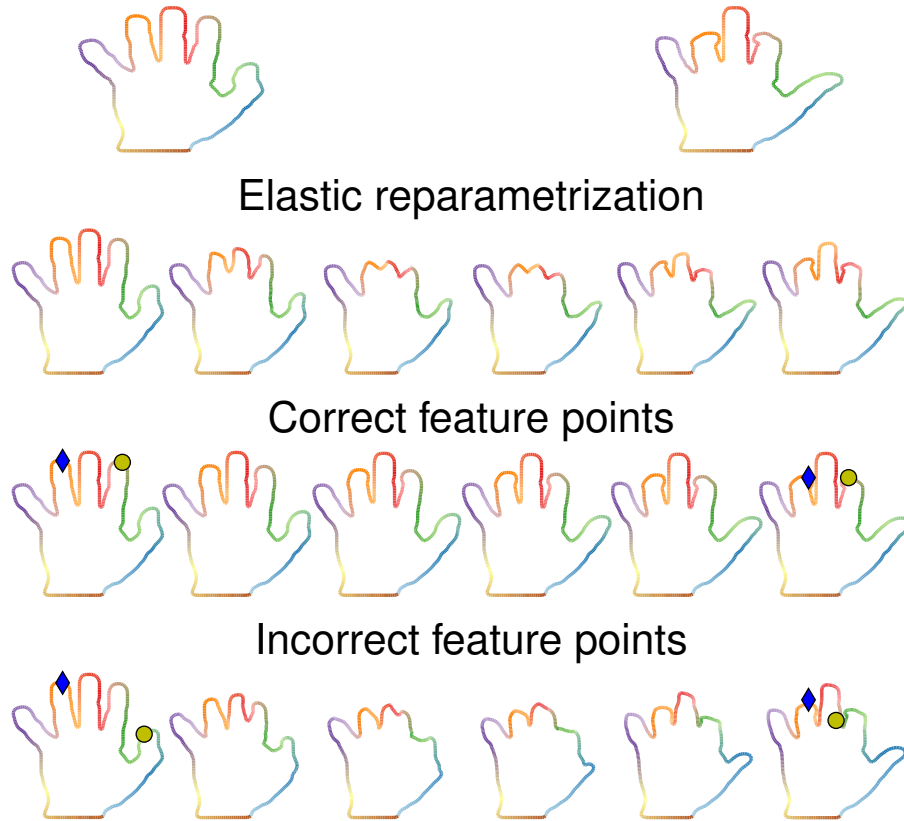 Elastic reparametrization
Correct feature points
Incorrect feature points